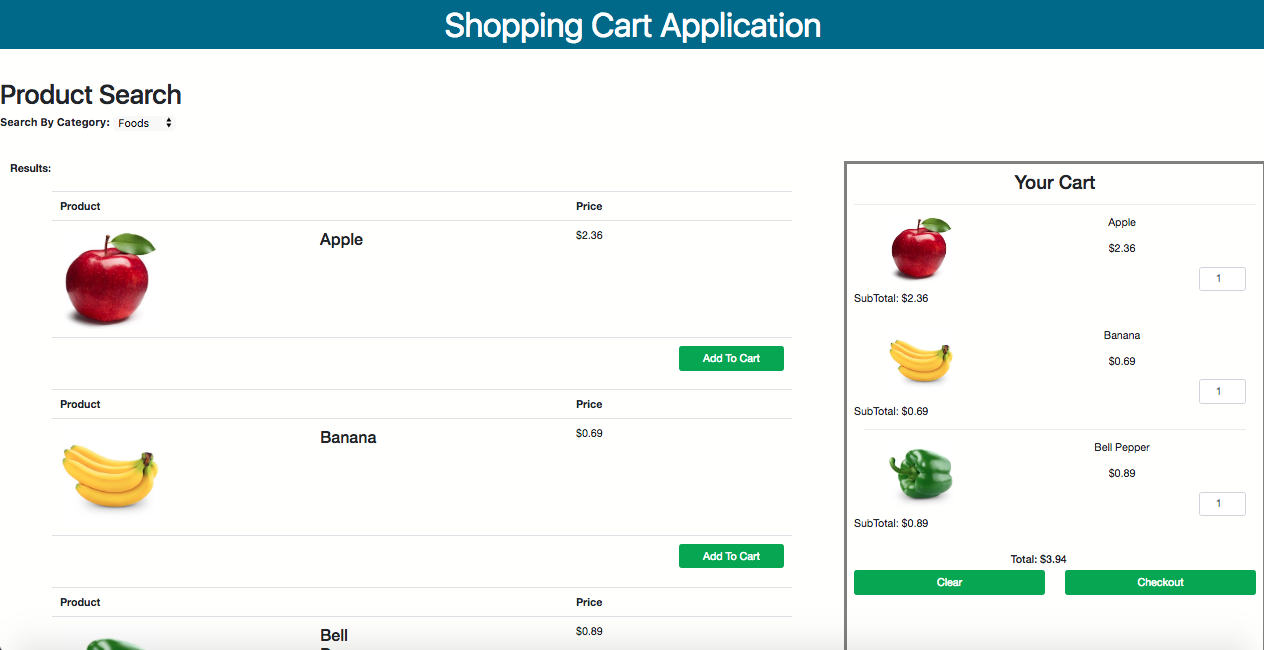 Shopping Cart Application
Product Search
Search By Category: Foods
Results:
Product Price
Apple $2.36
Add To Cart
Product Price
Banana $0.69
Add To Cart
Product Price
Bell $0.89
Your Cart
Apple
$2.36
1
SubTotal: $2.36
Banana
$0.69
1
SubTotal: $0.69
Bell Pepper
$0.89
1
SubTotal: $0.89
Total: $3.94
Clear Checkout